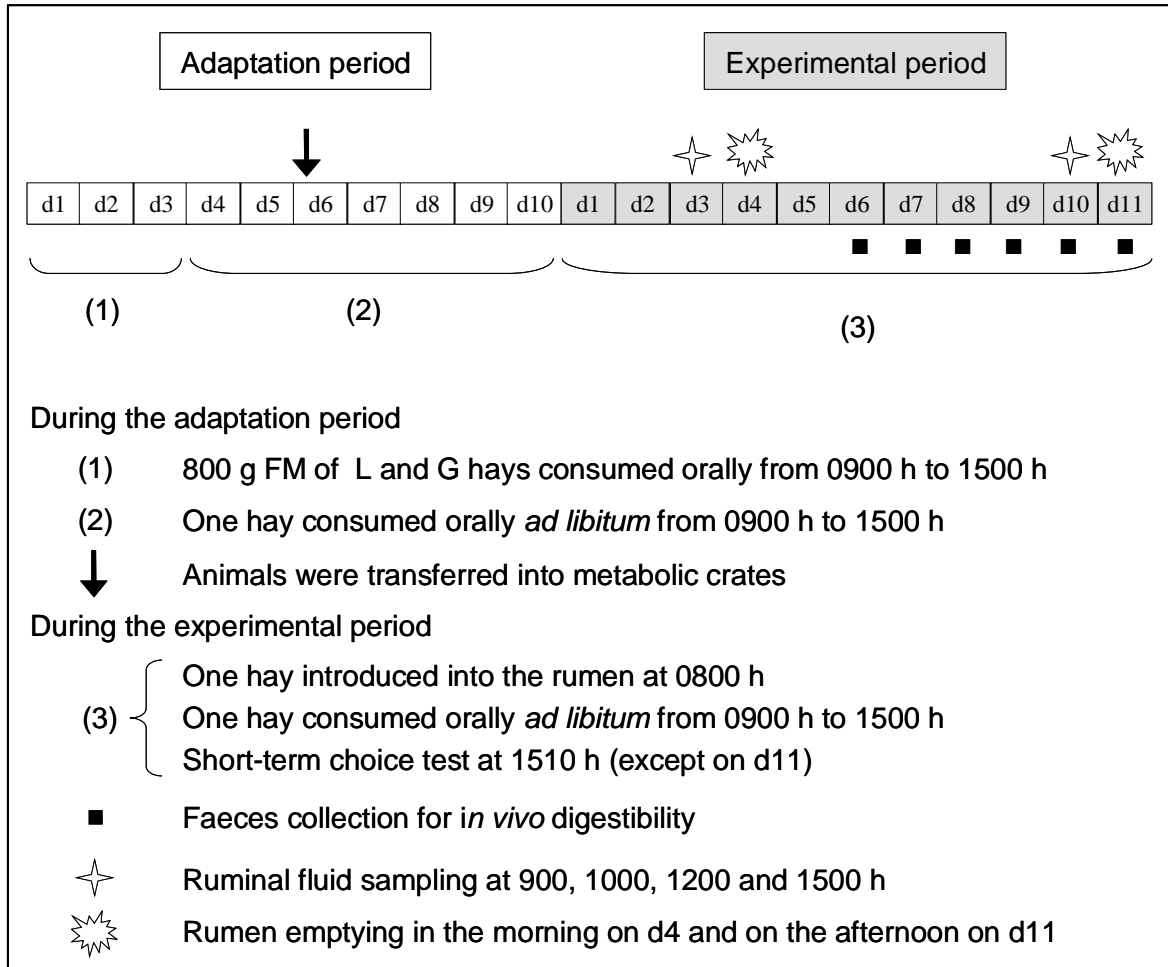 Adaptation period Experimental period
d1 d2 d3 d4 d5 d6 d7 d8 d9 d10 d1 d2 d3 d4 d5 d6 d7 d8 d9 d10 d11
(1) (2) (3)
During the adaptation period
(1) 800 g FM of L and G hays consumed orally from 0900 h to 1500 h
(2) One hay consumed orally ad libitum from 0900 h to 1500 h
Animals were transferred into metabolic crates
During the experimental period
One hay introduced into the rumen at 0800 h
(3) One hay consumed orally ad libitum from 0900 h to 1500 h
Short-term choice test at 1510 h (except on d11)
Faeces collection for in vivo digestibility
Ruminal fluid sampling at 900, 1000, 1200 and 1500 h
Rumen emptying in the morning on d4 and on the afternoon on d11